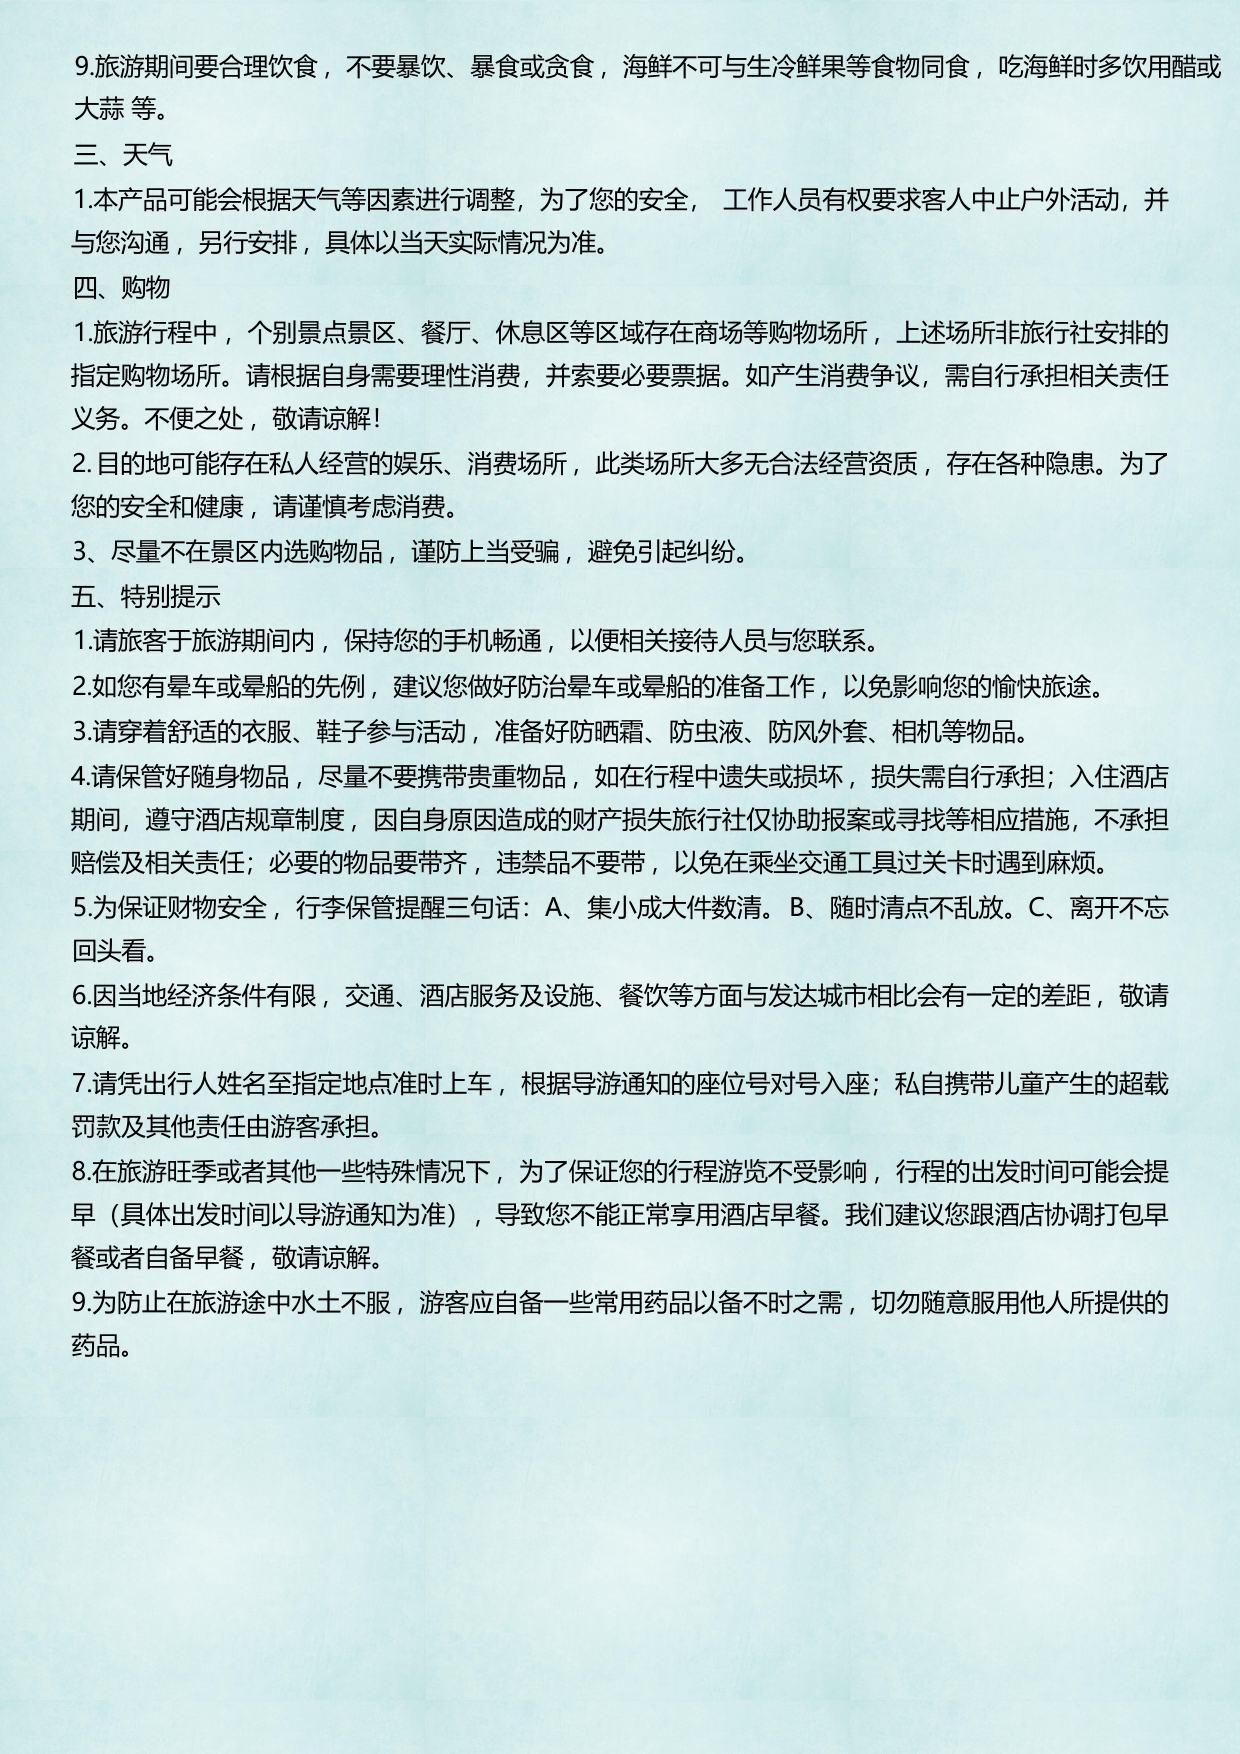 9.旅游期间要合理饮食，不要暴饮、暴食或贪食，海鲜不可与生冷鲜果等食物同食，吃海鲜时多饮用醋或
大蒜 等。
三、天气
1.本产品可能会根据天气等因素进行调整，为了您的安全， 工作人员有权要求客人中止户外活动，并
与您沟通，另行安排，具体以当天实际情况为准。
四、购物
1.旅游行程中，个别景点景区、餐厅、休息区等区域存在商场等购物场所，上述场所非旅行社安排的
指定购物场所。请根据自身需要理性消费，并索要必要票据。如产生消费争议，需自行承担相关责任
义务。不便之处，敬请谅解！
2.目的地可能存在私人经营的娱乐、消费场所，此类场所大多无合法经营资质，存在各种隐患。为了
您的安全和健康，请谨慎考虑消费。
3、尽量不在景区内选购物品，谨防上当受骗，避免引起纠纷。
五、特别提示
1.请旅客于旅游期间内，保持您的手机畅通，以便相关接待人员与您联系。
2.如您有晕车或晕船的先例，建议您做好防治晕车或晕船的准备工作，以免影响您的愉快旅途。
3.请穿着舒适的衣服、鞋子参与活动，准备好防晒霜、防虫液、防风外套、相机等物品。
4.请保管好随身物品，尽量不要携带贵重物品，如在行程中遗失或损坏，损失需自行承担；入住酒店
期间，遵守酒店规章制度，因自身原因造成的财产损失旅行社仅协助报案或寻找等相应措施，不承担
赔偿及相关责任；必要的物品要带齐，违禁品不要带，以免在乘坐交通工具过关卡时遇到麻烦。
5.为保证财物安全，行李保管提醒三句话：A、集小成大件数清。B、随时清点不乱放。C、离开不忘
回头看。
6.因当地经济条件有限，交通、酒店服务及设施、餐饮等方面与发达城市相比会有一定的差距，敬请
谅解。
7.请凭出行人姓名至指定地点准时上车，根据导游通知的座位号对号入座；私自携带儿童产生的超载
罚款及其他责任由游客承担。
8.在旅游旺季或者其他一些特殊情况下，为了保证您的行程游览不受影响，行程的出发时间可能会提
早（具体出发时间以导游通知为准），导致您不能正常享用酒店早餐。我们建议您跟酒店协调打包早
餐或者自备早餐，敬请谅解。
9.为防止在旅游途中水土不服，游客应自备一些常用药品以备不时之需，切勿随意服用他人所提供的
药品。